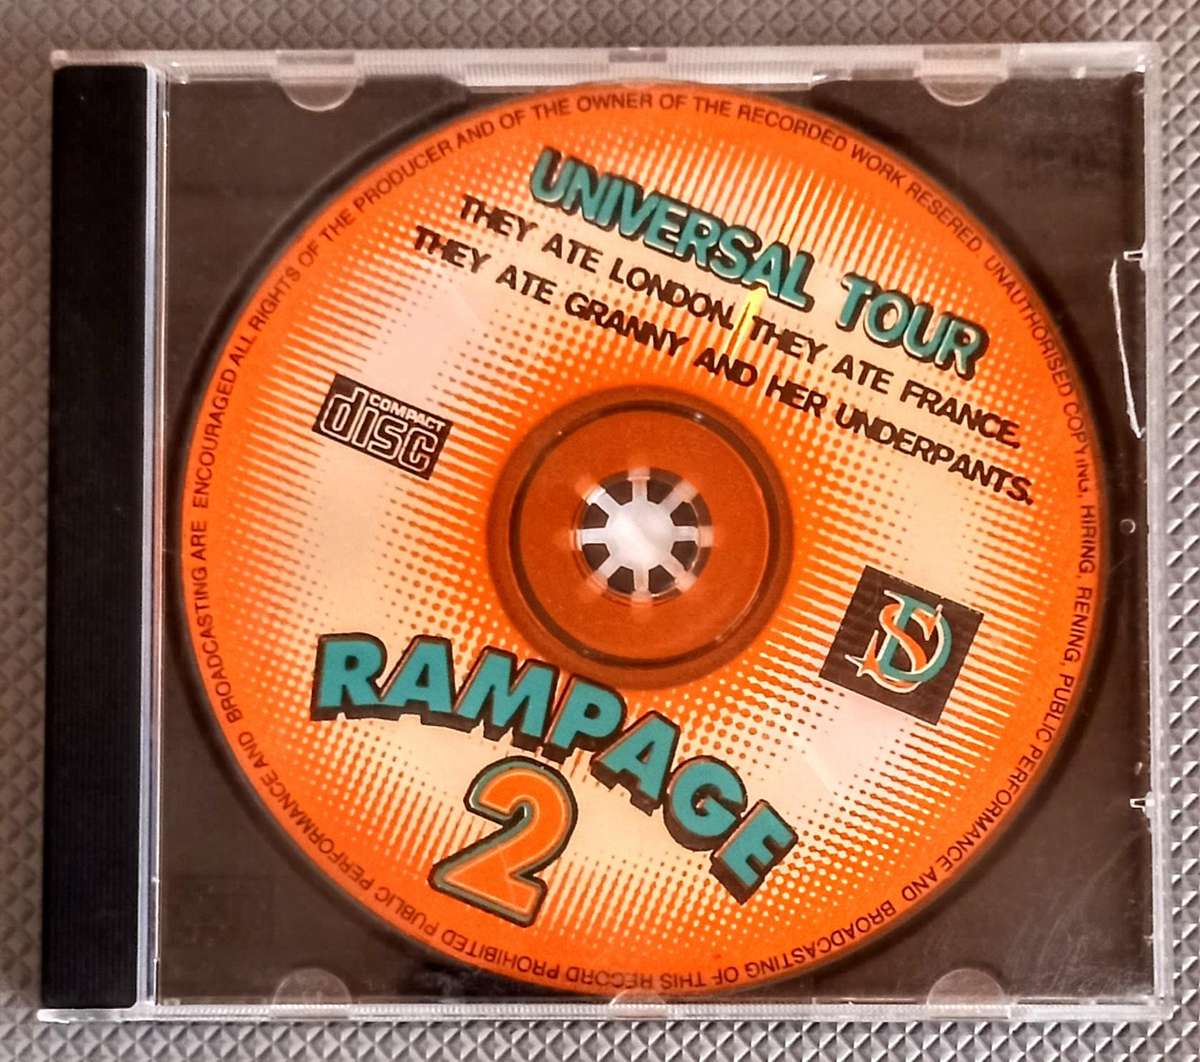 UNIVERSAL TOUR
THEY ATE LONDON. THEY ATE FRANCE,
THEY ATE GRANNY AND HER UNDERPANTS.
COMPACT
disc
DS
RAMPAGE
2
ALL RIGHTS OF THE PRODUCER AND OF THE OWNER OF THE RECORDED WORK RESERRED. UNAUTHORISED COPYING, HIRING, RENING, PUBLIC PERFORMANCE AND BROADCASTING OF THIS RECORD PROHIBITED PUBLIC PERFORMANCE AND BROADCASTING ARE ENCOURAGED